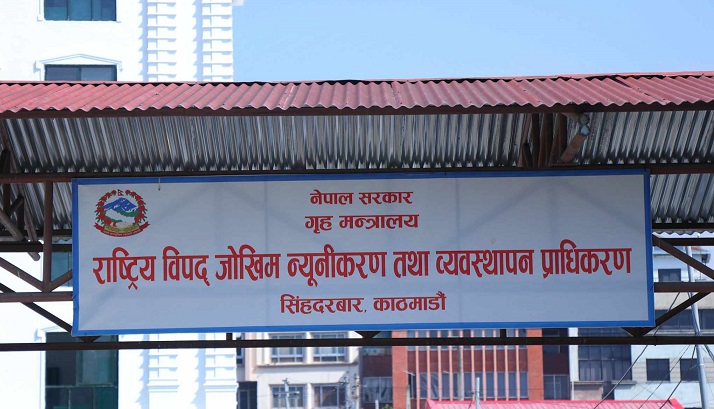 नेपाल सरकार
गृह मन्त्रालय
राष्ट्रिय विपद् जोखिम न्यूनीकरण तथा व्यवस्थापन प्राधिकरण
सिंहदरबार, काठमाडौं